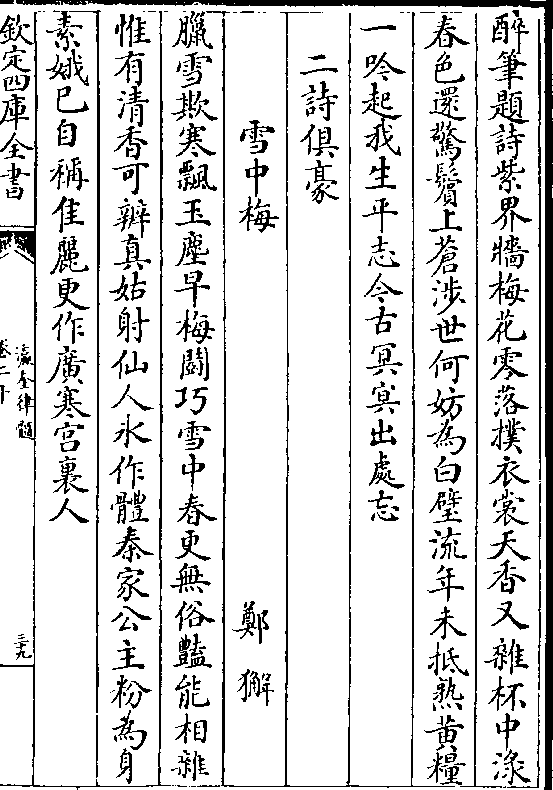 醉筆題詩紫界牆梅花零落撲衣裳天香又雜杯中渌
春色還驚鬢上蒼涉世何妨為白璧流年未抵熟黄糧
一吟起我生平志今古冥冥出處忘
二詩俱豪
雪中梅　鄭獬
臘雪欺寒飄玉塵早梅鬬巧雪中春更無俗豔能相雜
惟有清香可辨真姑射仙人氷作體秦家公主粉為身
素娥已自稱佳麗更作廣寒宫裏人
欽定四庫全書
瀛奎律髓
卷二十
三九